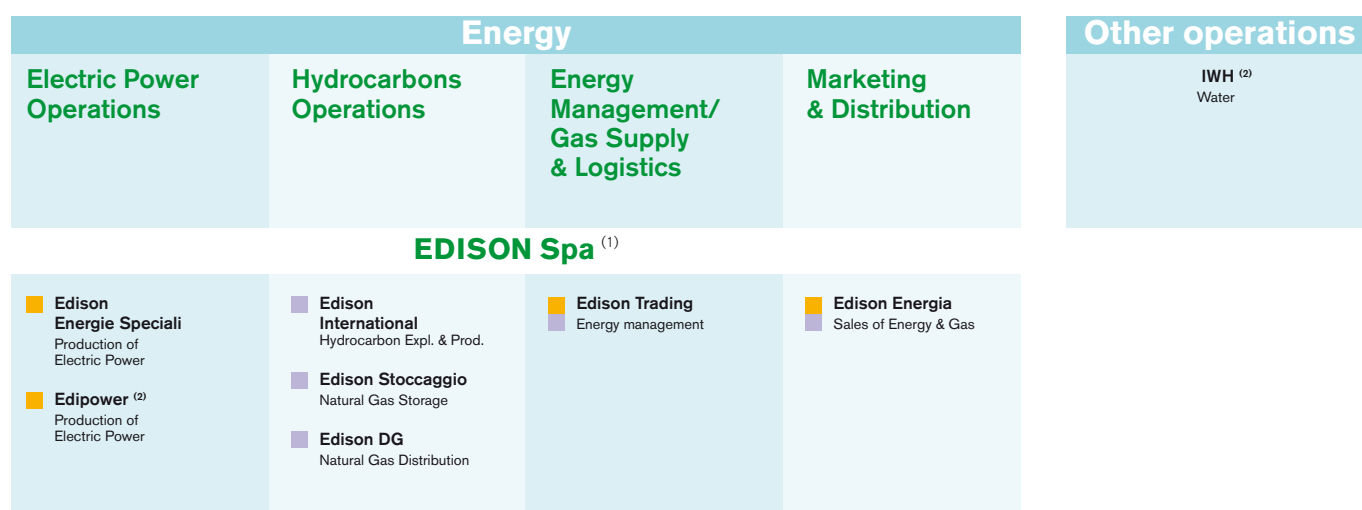 Energy
Other operations
Electric Power
Operations
Hydrocarbons
Operations
Energy
Management/
Gas Supply
& Logistics
Marketing
& Distribution
IWH (2)
Water
EDISON Spa (1)
Edison
Energie Speciali
Production of
Electric Power
Edipower (2)
Production of
Electric Power
Edison
International
Hydrocarbon Expl. & Prod.
Edison Stoccaggio
Natural Gas Storage
Edison DG
Natural Gas Distribution
Edison Trading
Energy management
Edison Energia
Sales of Energy & Gas